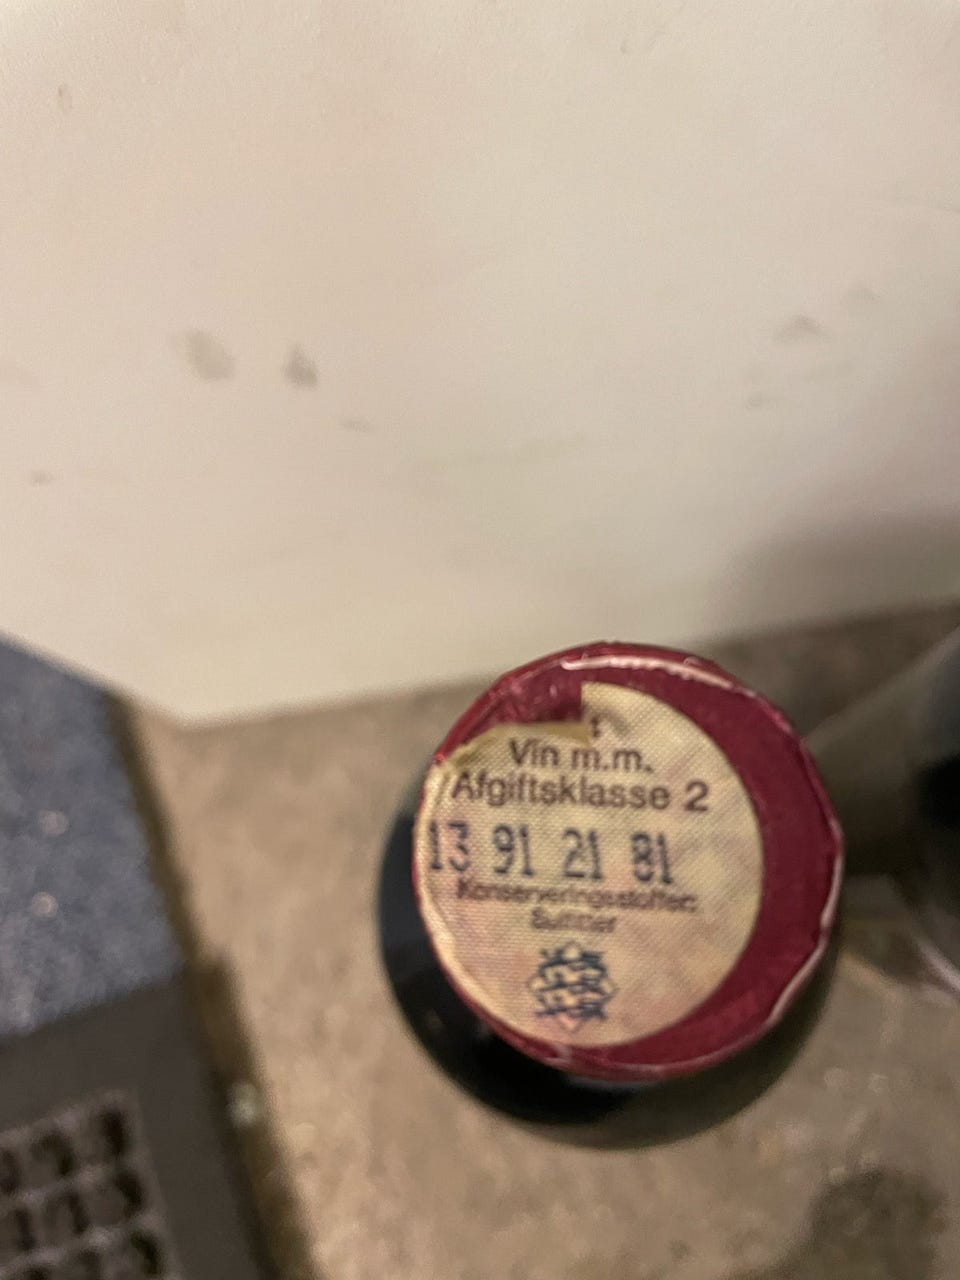 Vin m.m.
Afgiftsklasse 2
13 91 21 81
Konserveringsstoffer:
Sulfiter